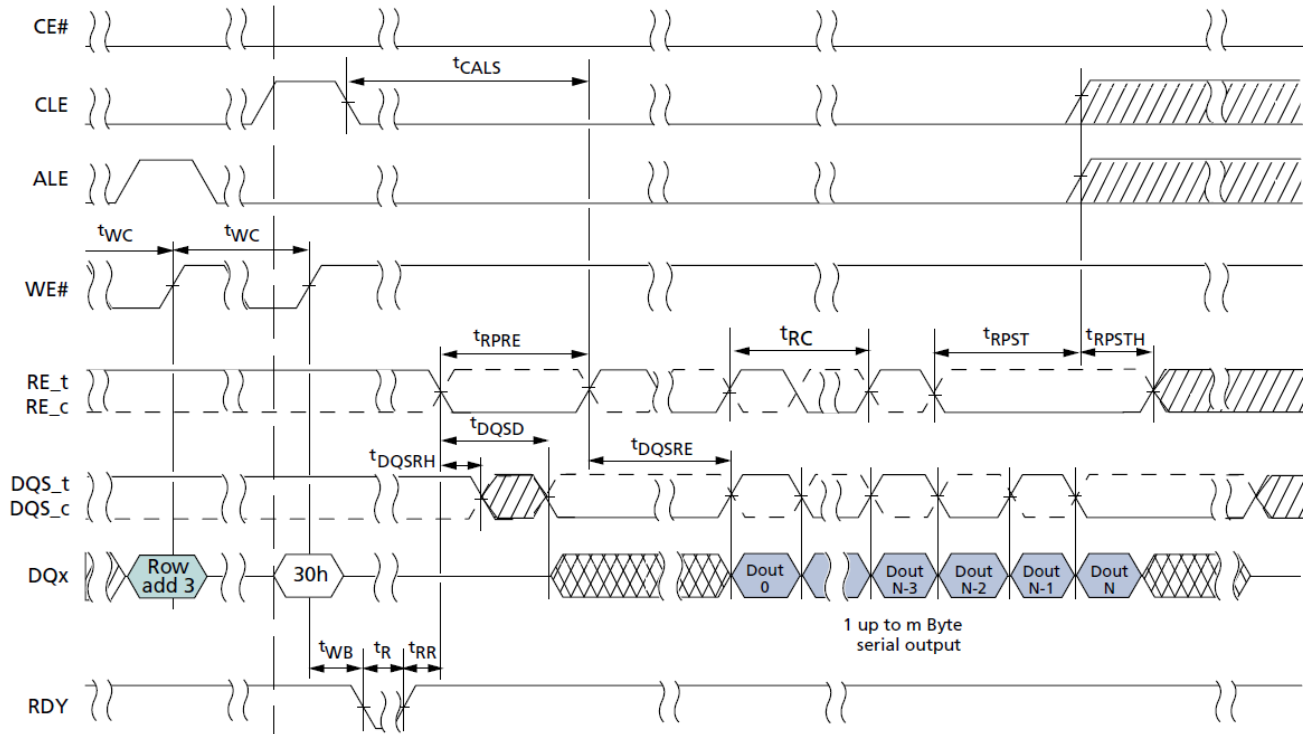 CE#
tCALS
CLE
ALE
tWC
tWC
WE#
tRPRE
tRC
tRPST
tRPSTH
RE_t
RE_c
tDQSD
tDQSRH
tDQSRE
DQS_t
DQS_c
DQx
Row
add 3
30h
Dout
0
Dout
N-3
Dout
N-2
Dout
N-1
Dout
N
1 up to m Byte
serial output
tWB
tR
tRR
RDY